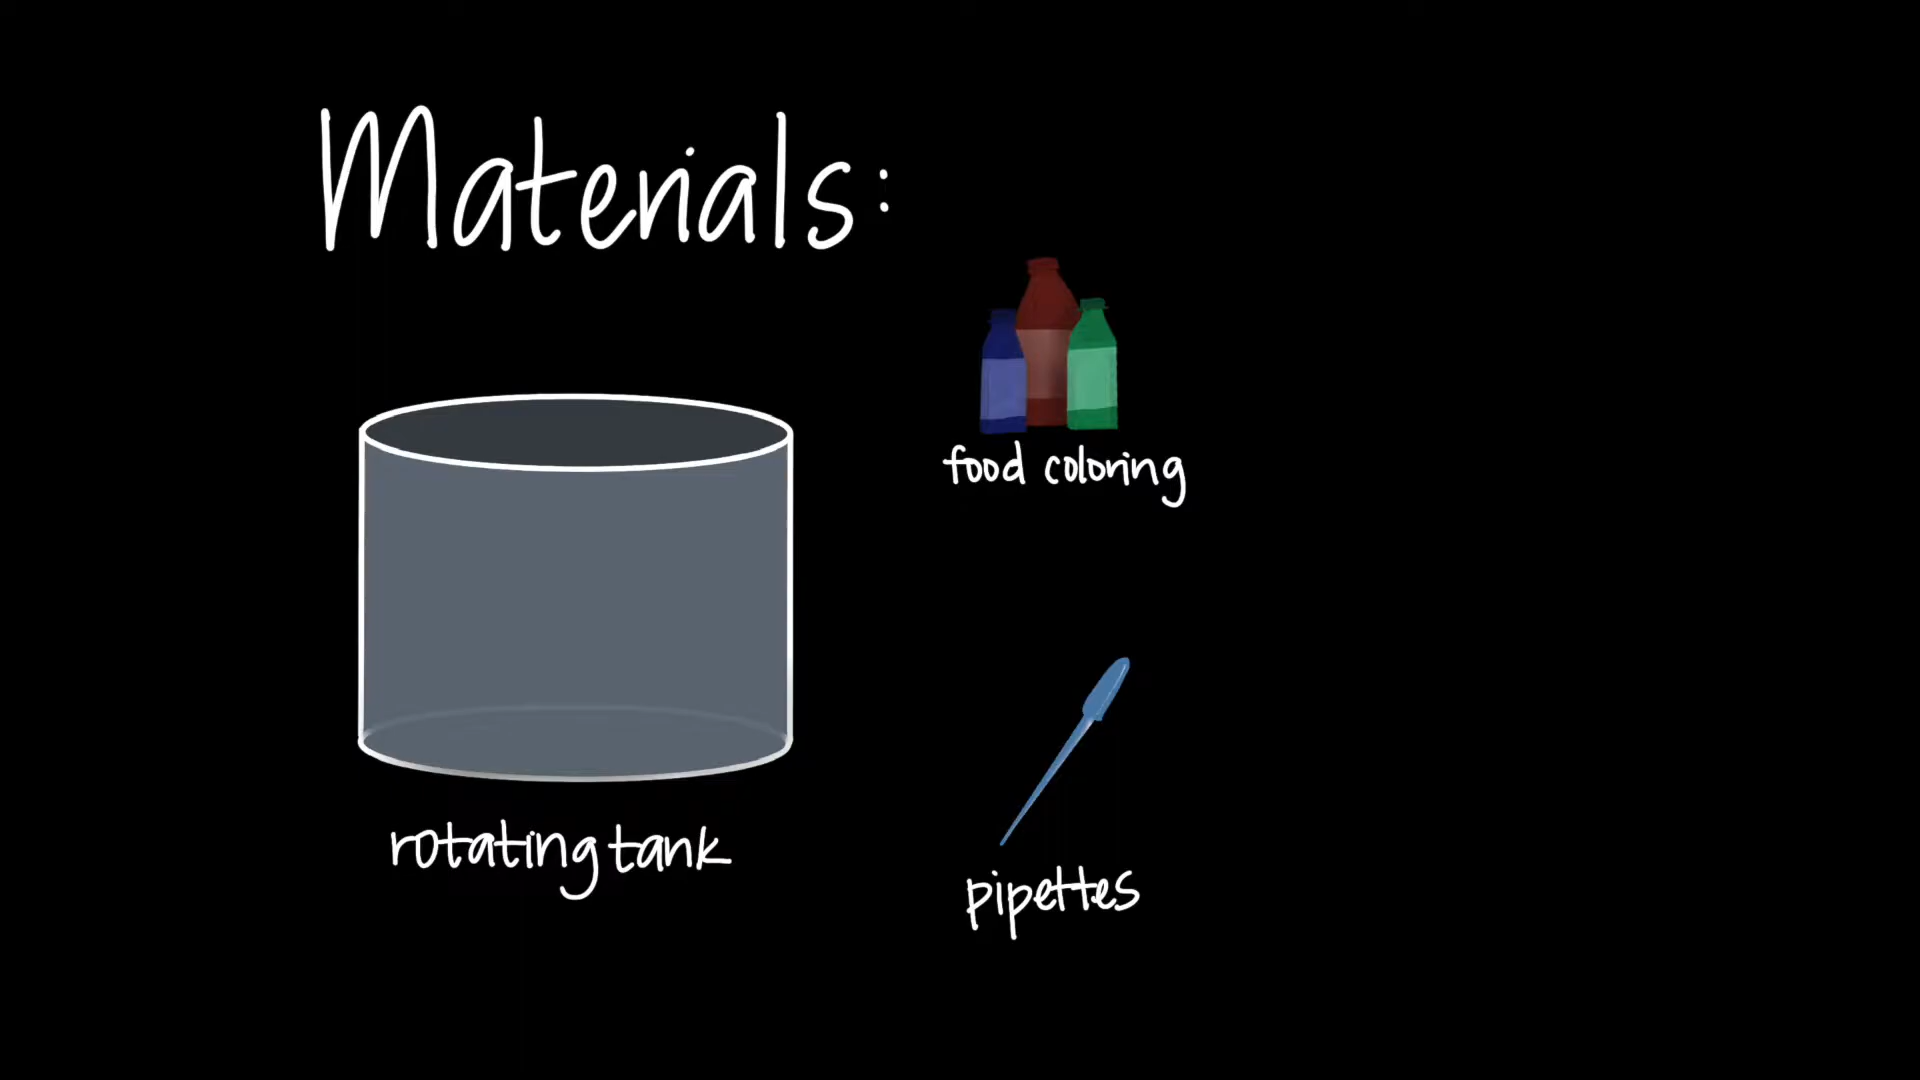 Materials:
food coloring
rotating tank
pipettes